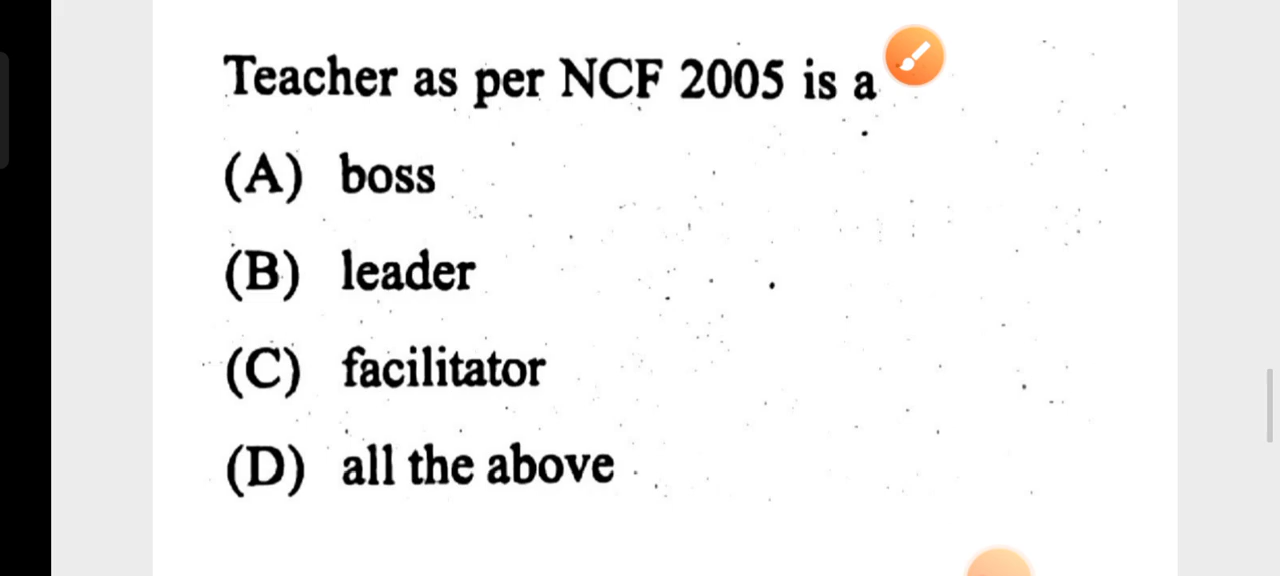 Teacher as per NCF 2005 is a
(A) boss
(B) leader
(C) facilitator
(D) all the above